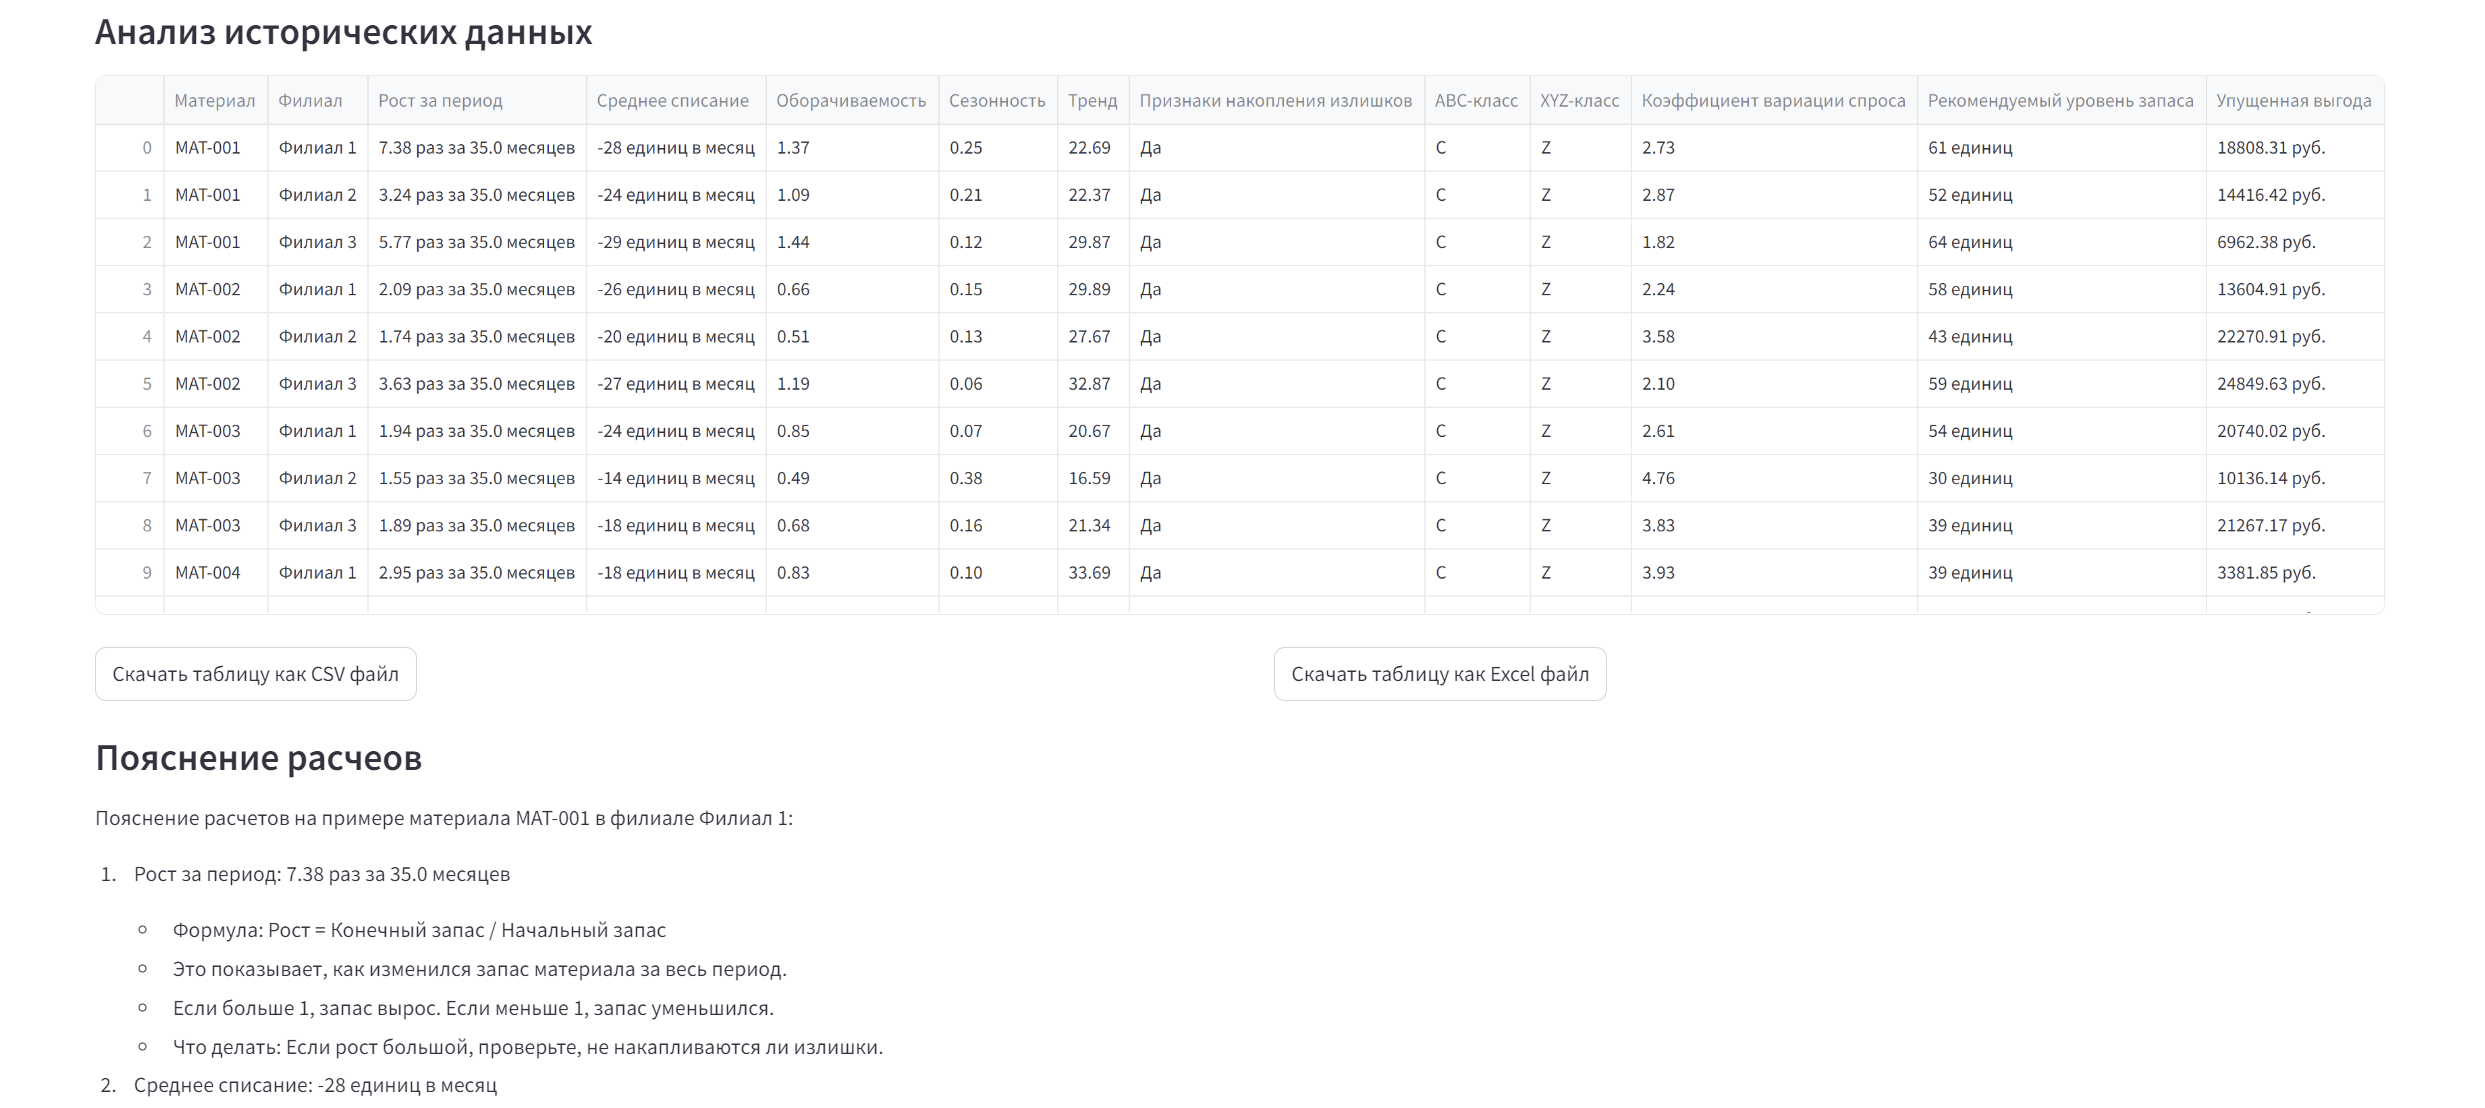 Анализ исторических данных
Материал Филиал Рост за период Среднее списание Оборачиваемость Сезонность Тренд Признаки накопления излишков ABC-класс XYZ-класс Коэффициент вариации спроса Рекомендуемый уровень запаса Упущенная выгода
0 МАТ-001 Филиал 1 7.38 раз за 35.0 месяцев -28 единиц в месяц 1.37 0.25 22.69 Да C Z 2.73 61 единиц 18808.31 руб.
1 МАТ-001 Филиал 2 3.24 раз за 35.0 месяцев -24 единиц в месяц 1.09 0.21 22.37 Да C Z 2.87 52 единиц 14416.42 руб.
2 МАТ-001 Филиал 3 5.77 раз за 35.0 месяцев -29 единиц в месяц 1.44 0.12 29.87 Да C Z 1.82 64 единиц 6962.38 руб.
3 МАТ-002 Филиал 1 2.09 раз за 35.0 месяцев -26 единиц в месяц 0.66 0.15 29.89 Да C Z 2.24 58 единиц 13604.91 руб.
4 МАТ-002 Филиал 2 1.74 раз за 35.0 месяцев -20 единиц в месяц 0.51 0.13 27.67 Да C Z 3.58 43 единиц 22270.91 руб.
5 МАТ-002 Филиал 3 3.63 раз за 35.0 месяцев -27 единиц в месяц 1.19 0.06 32.87 Да C Z 2.10 59 единиц 24849.63 руб.
6 МАТ-003 Филиал 1 1.94 раз за 35.0 месяцев -24 единиц в месяц 0.85 0.07 20.67 Да C Z 2.61 54 единиц 20740.02 руб.
7 МАТ-003 Филиал 2 1.55 раз за 35.0 месяцев -14 единиц в месяц 0.49 0.38 16.59 Да C Z 4.76 30 единиц 10136.14 руб.
8 МАТ-003 Филиал 3 1.89 раз за 35.0 месяцев -18 единиц в месяц 0.68 0.16 21.34 Да C Z 3.83 39 единиц 21267.17 руб.
9 МАТ-004 Филиал 1 2.95 раз за 35.0 месяцев -18 единиц в месяц 0.83 0.10 33.69 Да C Z 3.93 39 единиц 3381.85 руб.
Скачать таблицу как CSV файл Скачать таблицу как Excel файл
Пояснение расчеов
Пояснение расчетов на примере материала МАТ-001 в филиале Филиал 1:
1. Рост за период: 7.38 раз за 35.0 месяцев
Формула: Рост = Конечный запас / Начальный запас
Это показывает, как изменился запас материала за весь период.
Если больше 1, запас вырос. Если меньше 1, запас уменьшился.
Что делать: Если рост большой, проверьте, не накапливаются ли излишки.
2. Среднее списание: -28 единиц в месяц